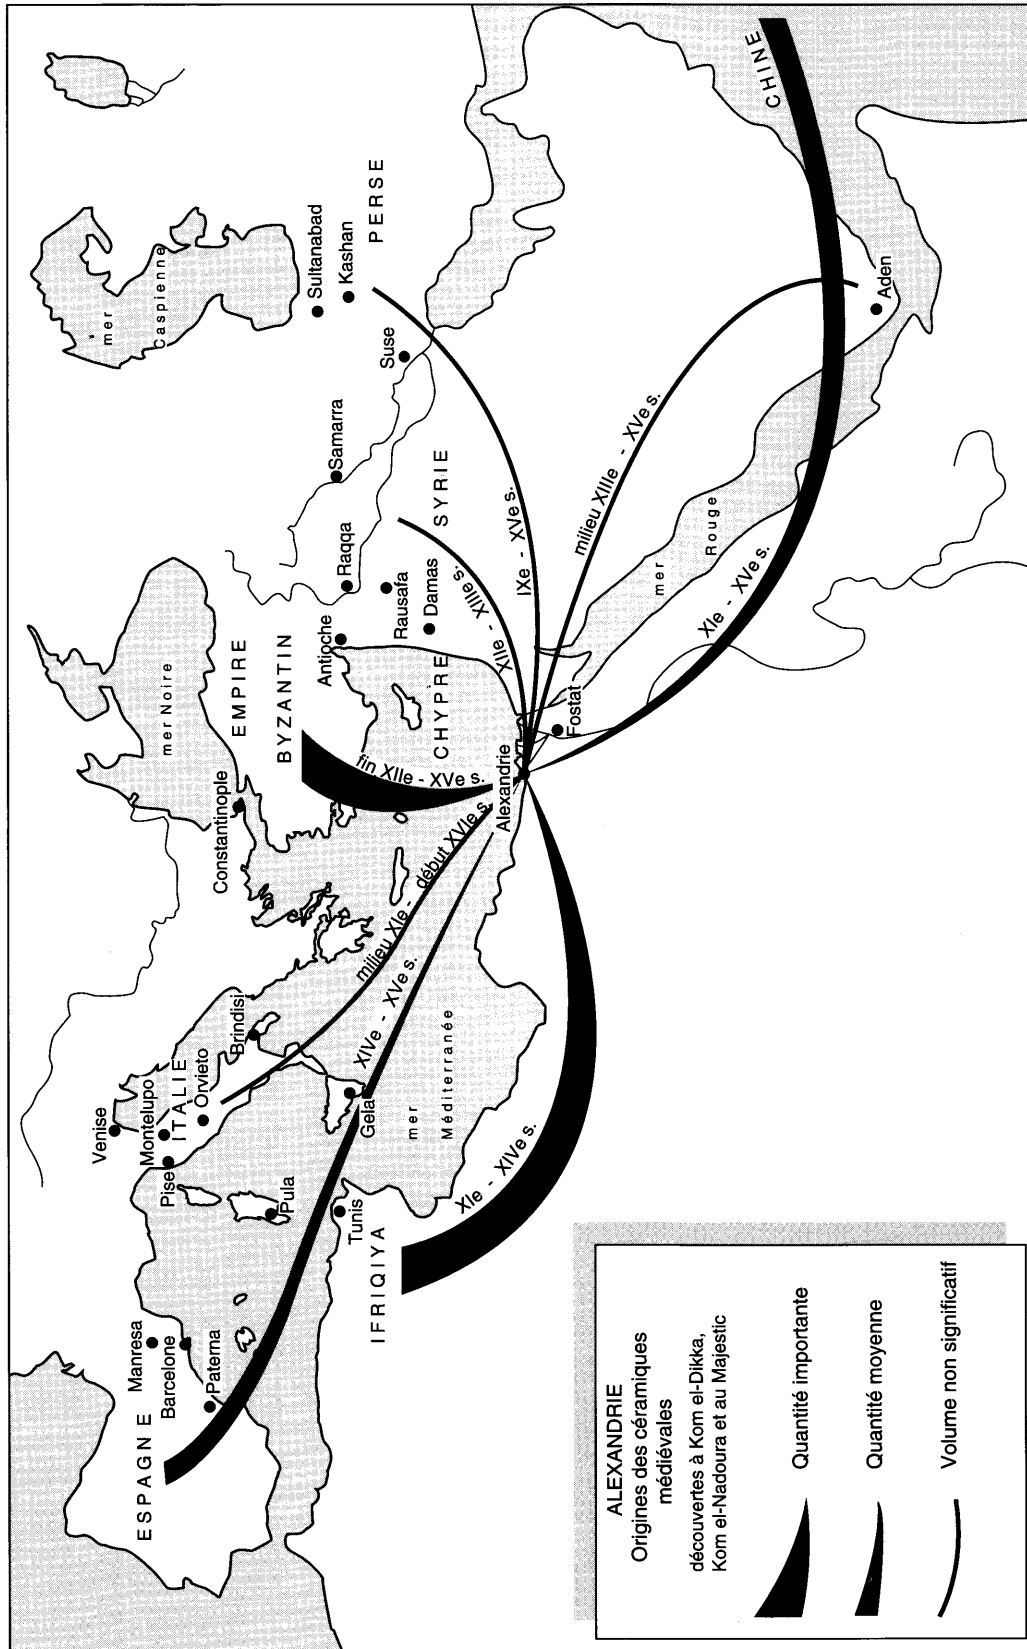 ESPAGNE
Manresa
Barcelone
Paterna
Venise
Montelupo
Pise
ITALIE
Orvieto
Brindisi
Pula
Gela
Tunis
IFRIQIYA
mer
Méditerranée
Constantinople
mer Noire
EMPIRE
BYZANTIN
Antioche
CHYPRE
Alexandrie
Fostat
Raqqa
Rausafa
Damas
SYRIE
Samarra
Suse
mer
Caspienne
Sultanabad
Kashan
PERSE
mer
Rouge
Aden
CHINE
XIe - XIVe s.
XIVe - XVe s.
milieu XIe - début XVIe s.
fin XIIe - XVe s.
XIIe - XIIIe s.
IXe - XVe s.
milieu XIIIe - XVe s.
XIe - XVe s.
ALEXANDRIE
Origines des céramiques
médiévales
découvertes à Kom el-Dikka,
Kom el-Nadoura et au Majestic
Quantité importante
Quantité moyenne
Volume non significatif